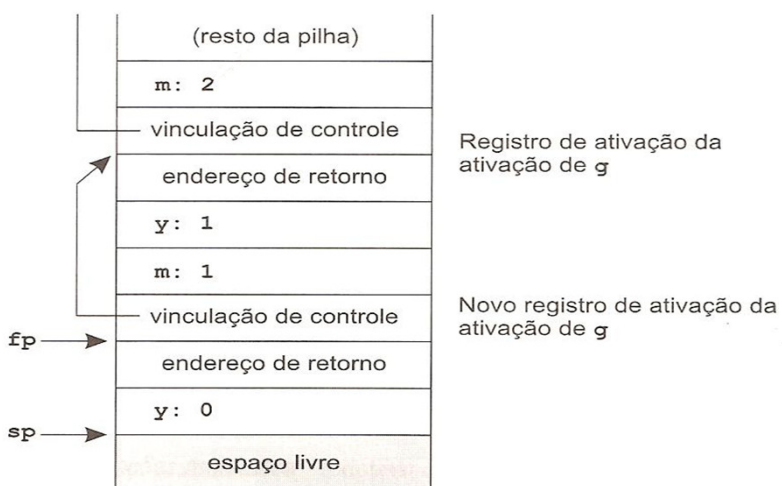 (resto da pilha)
m: 2
vinculação de controle
Registro de ativação da
ativação de g
endereço de retorno
y: 1
m: 1
vinculação de controle
Novo registro de ativação da
ativação de g
fp
endereço de retorno
y: 0
sp
espaço livre